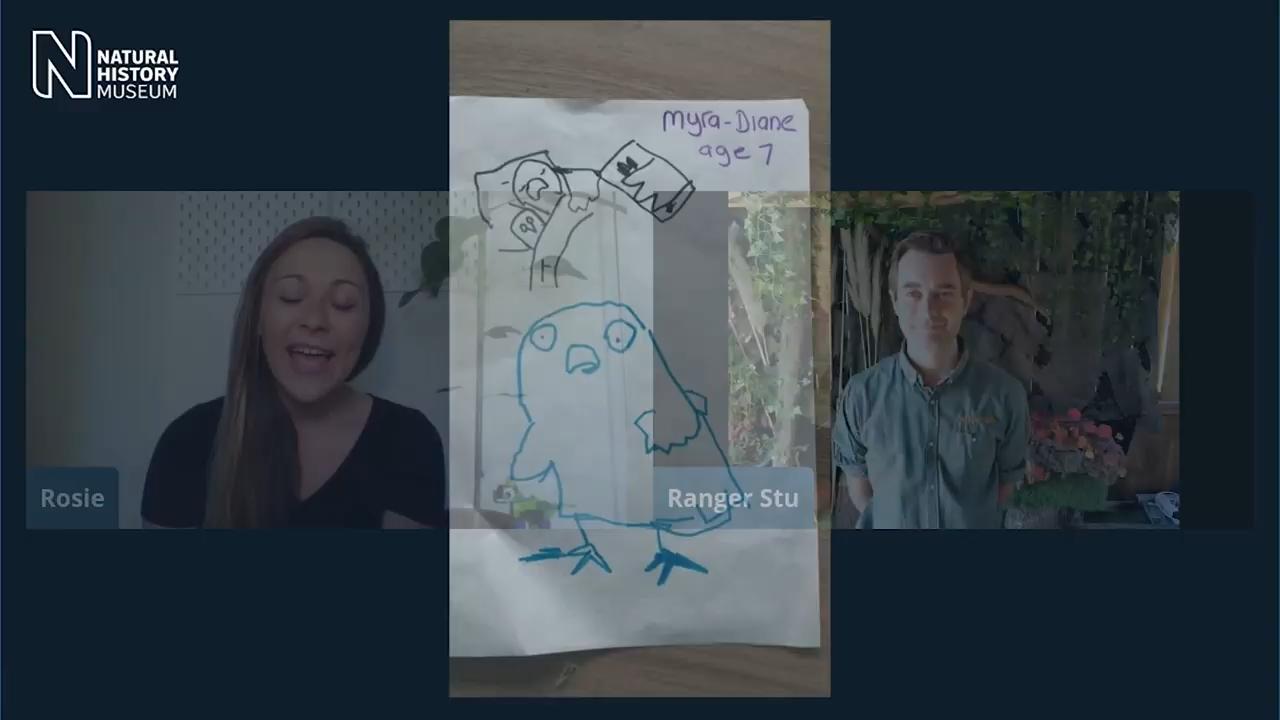 NATURAL
HISTORY
MUSEUM
Myra-Diane
age 7
Rosie
Ranger Stu